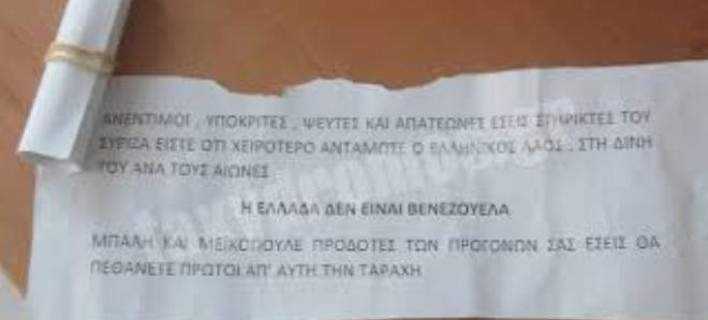 ΑΝΕΝΤΙΜΟΙ , ΥΠΟΚΡΙΤΕΣ , ΨΕΥΤΕΣ ΚΑΙ ΑΠΑΤΕΩΝΕΣ ΕΣΕΙΣ ΣΤΗΡΙΚΤΕΣ ΤΟΥ
ΣΥΡΙΖΑ ΕΙΣΤΕ ΟΤΙ ΧΕΙΡΟΤΕΡΟ ΑΝΤΑΜΩΣΕ Ο ΕΛΛΗΝΙΚΟΣ ΛΑΟΣ , ΣΤΗ ΔΙΝΗ
ΤΟΥ ΑΝΑ ΤΟΥΣ ΑΙΩΝΕΣ
Η ΕΛΛΑΔΑ ΔΕΝ ΕΙΝΑΙ ΒΕΝΕΖΟΥΕΛΑ
ΜΠΑΛΗ ΚΑΙ ΜΕΙΚΟΠΟΥΛΕ ΠΡΟΔΟΤΕΣ ΤΩΝ ΠΡΟΓΟΝΩΝ ΣΑΣ ΕΣΕΙΣ ΘΑ
ΠΕΘΑΝΕΤΕ ΠΡΩΤΟΙ ΑΠ' ΑΥΤΗ ΤΗΝ ΤΑΡΑΧΗ